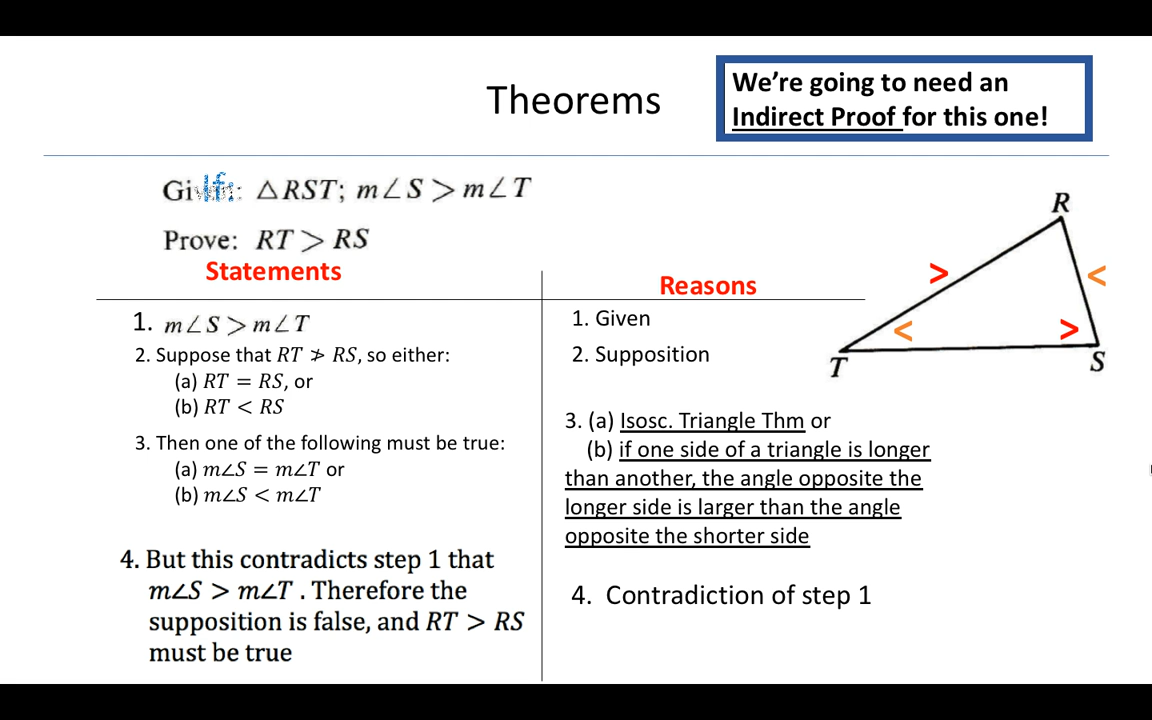 Theorems
We’re going to need an
Indirect Proof for this one!
△RST; m∠S > m∠T
Prove: RT > RS
Statements
Reasons
1. m∠S > m∠T
1. Given
2. Suppose that RT ≯ RS, so either:
(a) RT = RS, or
(b) RT < RS
2. Supposition
3. Then one of the following must be true:
(a) m∠S = m∠T or
(b) m∠S < m∠T
3. (a) Isosc. Triangle Thm or
(b) if one side of a triangle is longer
than another, the angle opposite the
longer side is larger than the angle
opposite the shorter side
4. But this contradicts step 1 that
m∠S > m∠T . Therefore the
supposition is false, and RT > RS
must be true
4. Contradiction of step 1
R
> <
< >
T S